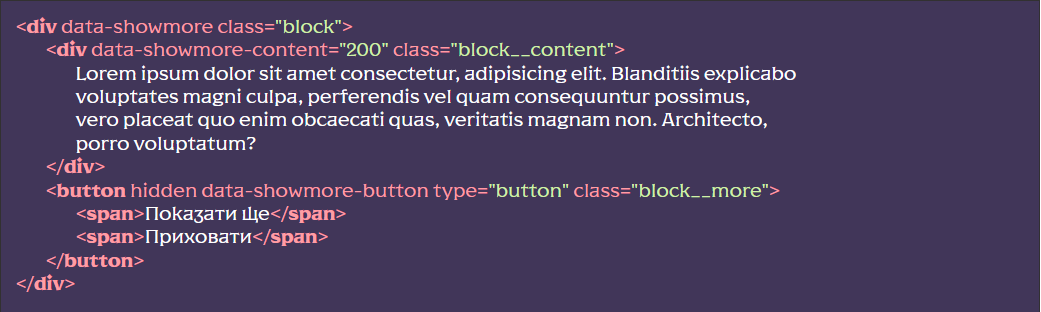 <div data-showmore class="block">
<div data-showmore-content="200" class="block__content">
Lorem ipsum dolor sit amet consectetur, adipisicing elit. Blanditiis explicabo
voluptates magni culpa, perferendis vel quam consequuntur possimus,
vero placeat quo enim obcaecati quas, veritatis magnam non. Architecto,
porro voluptatum?
</div>
<button hidden data-showmore-button type="button" class="block__more">
<span>Показати ще</span>
<span>Приховати</span>
</button>
</div>